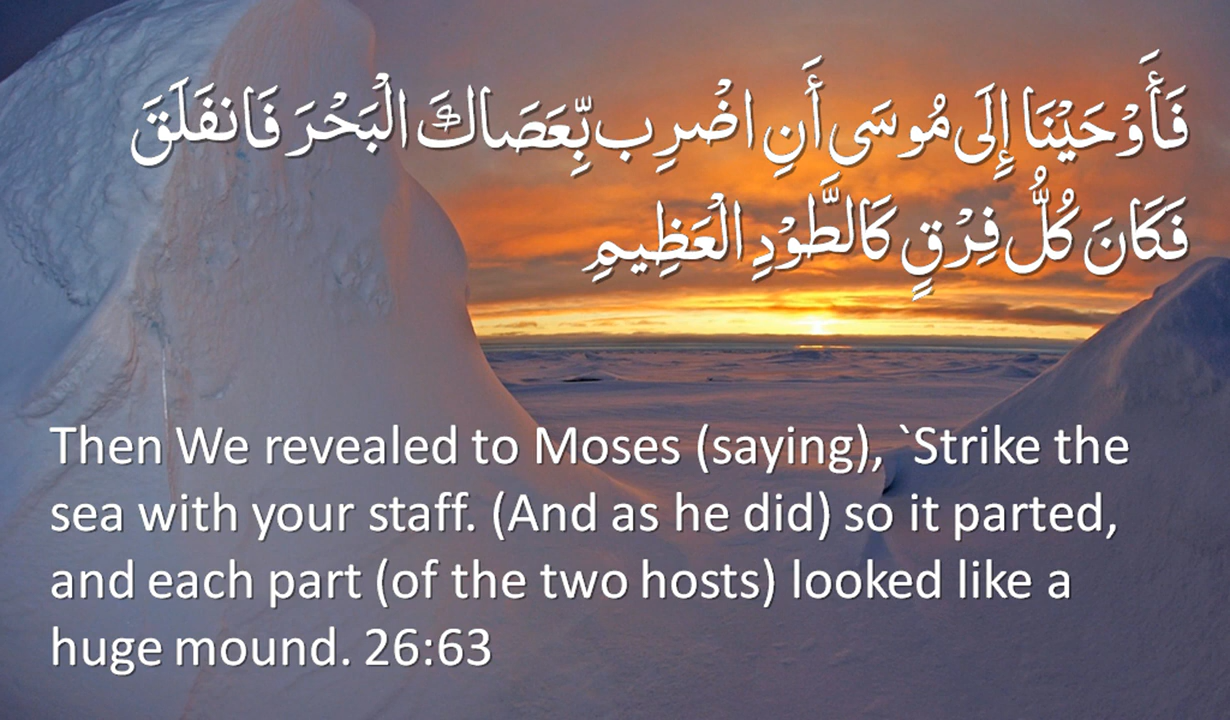 فَأَوْحَيْنَا إِلَى مُوسَى أَنِ اضْرِب بِّعَصَاكَ الْبَحْرَ فَانفَلَقَ
فَكَانَ كُلُّ فِرْقٍ كَالطَّوْدِ الْعَظِيمِ
Then We revealed to Moses (saying), `Strike the
sea with your staff. (And as he did) so it parted,
and each part (of the two hosts) looked like a
huge mound. 26:63